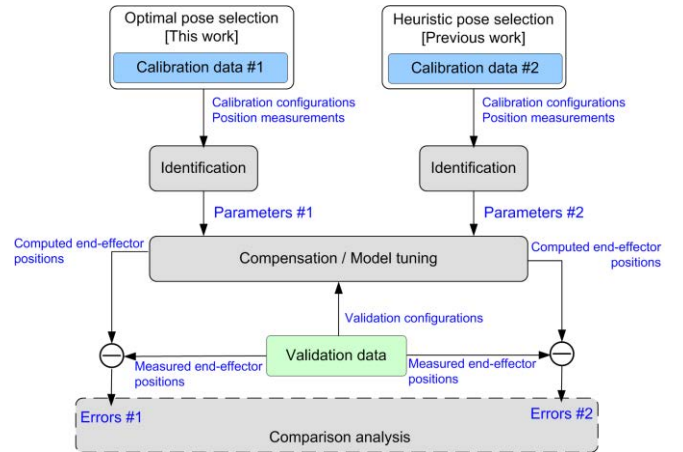 Optimal pose selection
[This work]
Calibration data #1
Heuristic pose selection
[Previous work]
Calibration data #2
Calibration configurations
Position measurements
Calibration configurations
Position measurements
Identification
Identification
Parameters #1
Parameters #2
Computed end-effector
positions
Compensation / Model tuning
Computed end-effector
positions
Validation configurations
Validation data
Measured end-effector
positions
Measured end-effector
positions
Errors #1
Errors #2
Comparison analysis